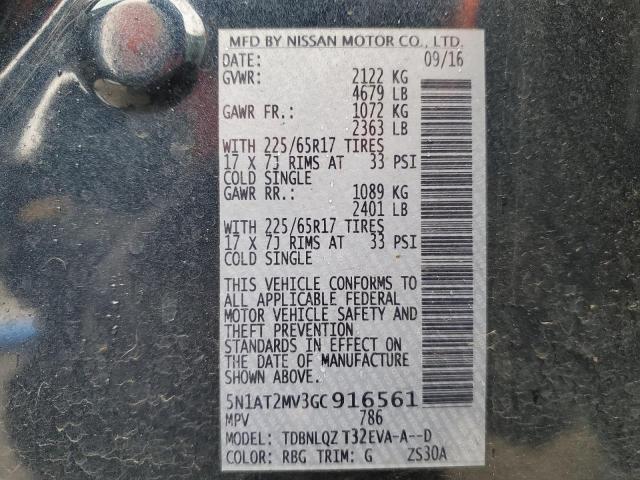 MFD BY NISSAN MOTOR CO., LTD.
DATE: 09/16
GVWR: 2122 KG
4679 LB
GAWR FR.: 1072 KG
2363 LB
WITH 225/65R17 TIRES
17 X 7J RIMS AT 33 PSI
COLD SINGLE
GAWR RR.: 1089 KG
2401 LB
WITH 225/65R17 TIRES
17 X 7J RIMS AT 33 PSI
COLD SINGLE
THIS VEHICLE CONFORMS TO
ALL APPLICABLE FEDERAL
MOTOR VEHICLE SAFETY AND
THEFT PREVENTION
STANDARDS IN EFFECT ON
THE DATE OF MANUFACTURE
SHOWN ABOVE.
5N1AT2MV3GC916561
MPV 786
MODEL: TDBNLQZ T32EVA-A--D
COLOR: RBG TRIM: G ZS30A